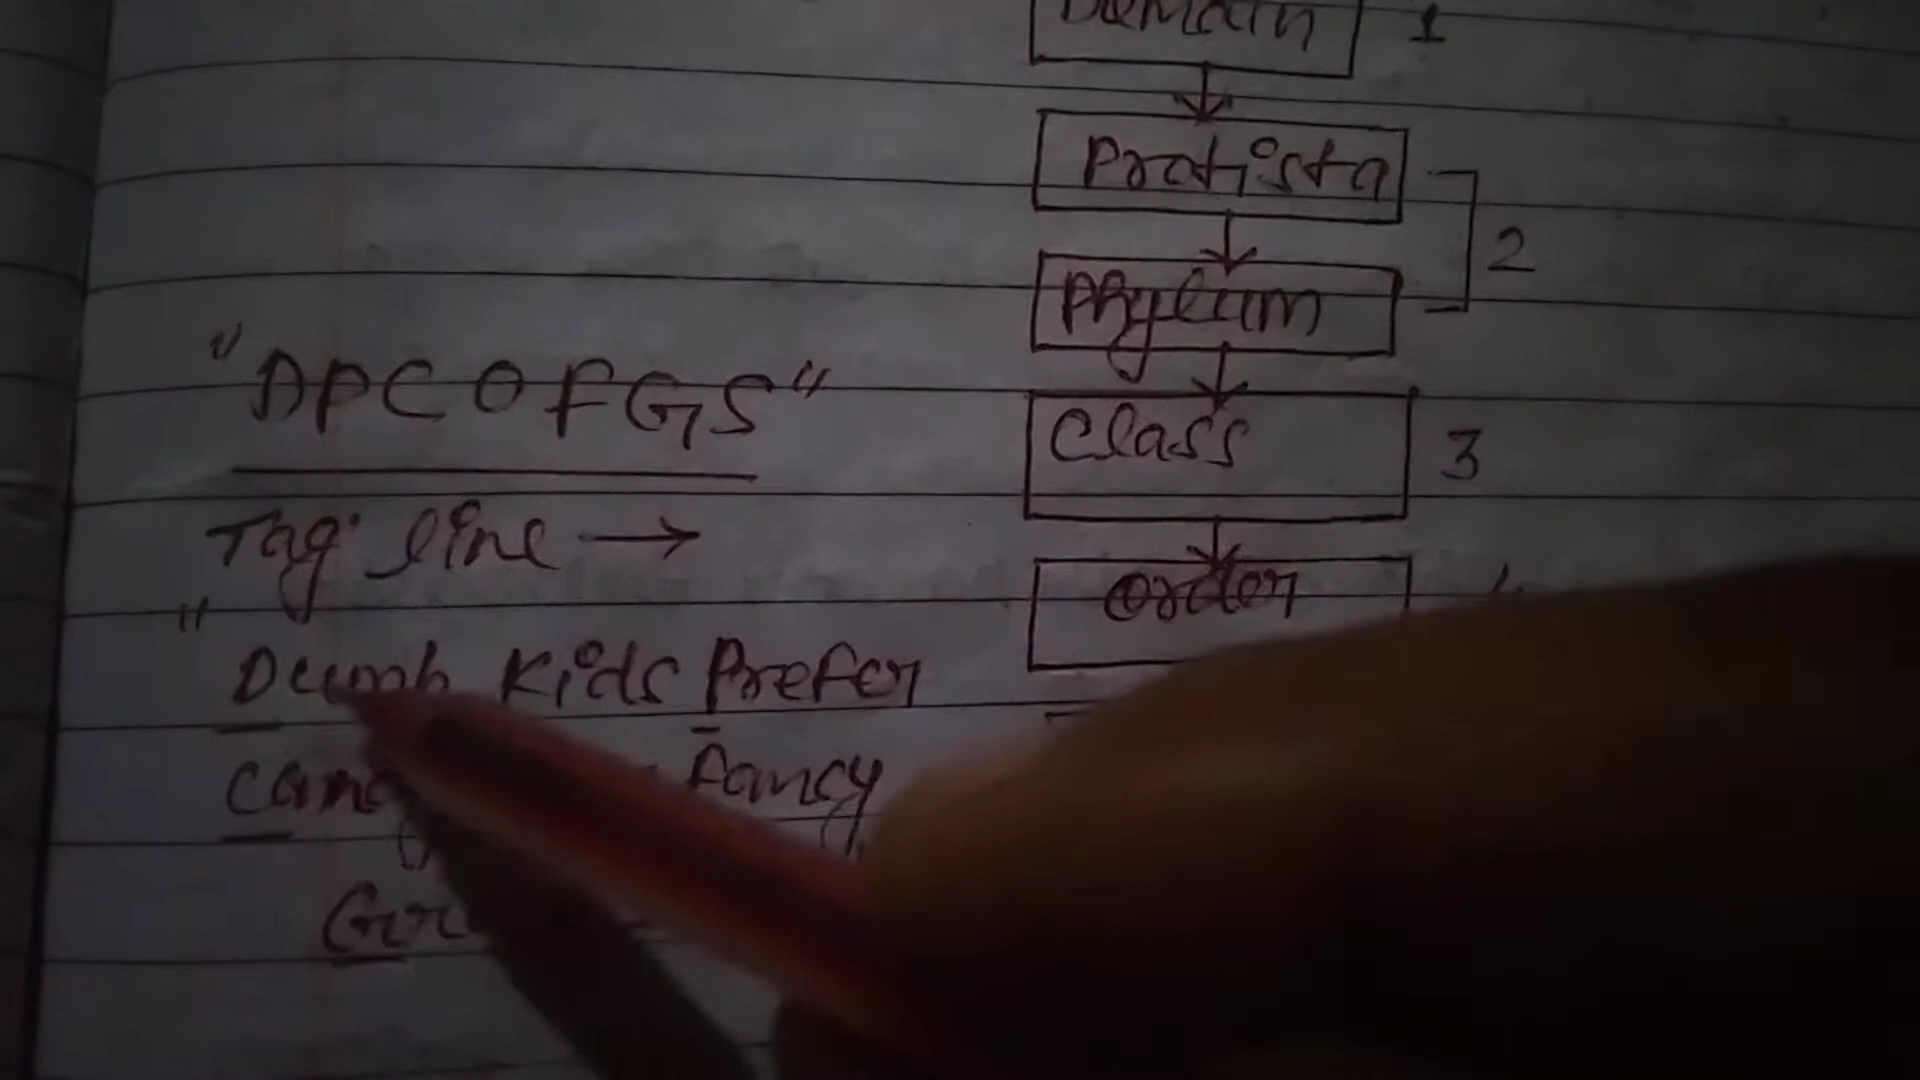 Domain 1
Pratista
2
Phylum
"DPCOFGS"
Class 3
Tag line →
order
"
Dumb Kids Prefer
Fancy